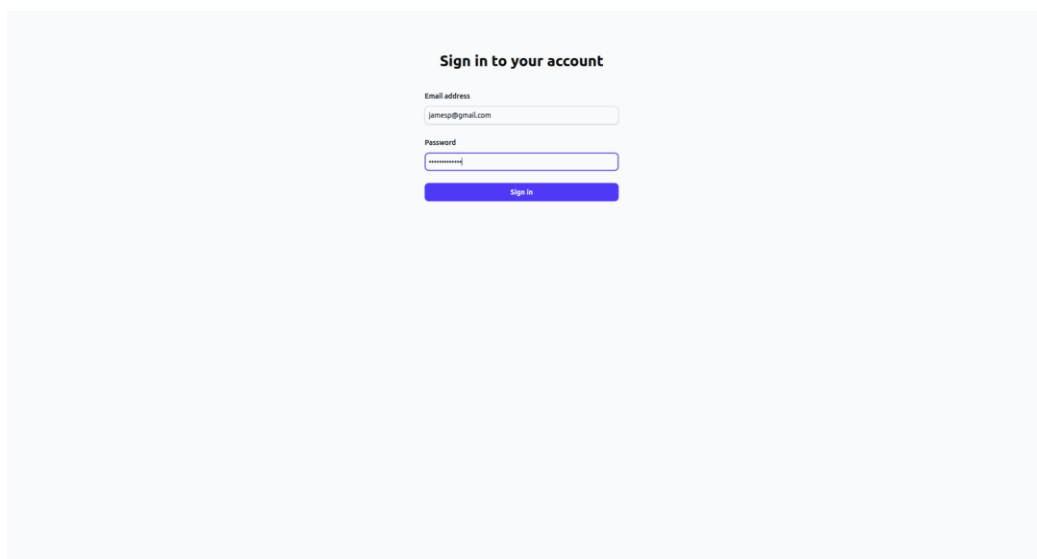 Sign in to your account
Email address
jamesp@gmail.com
Password
•••••••••••••
Sign in